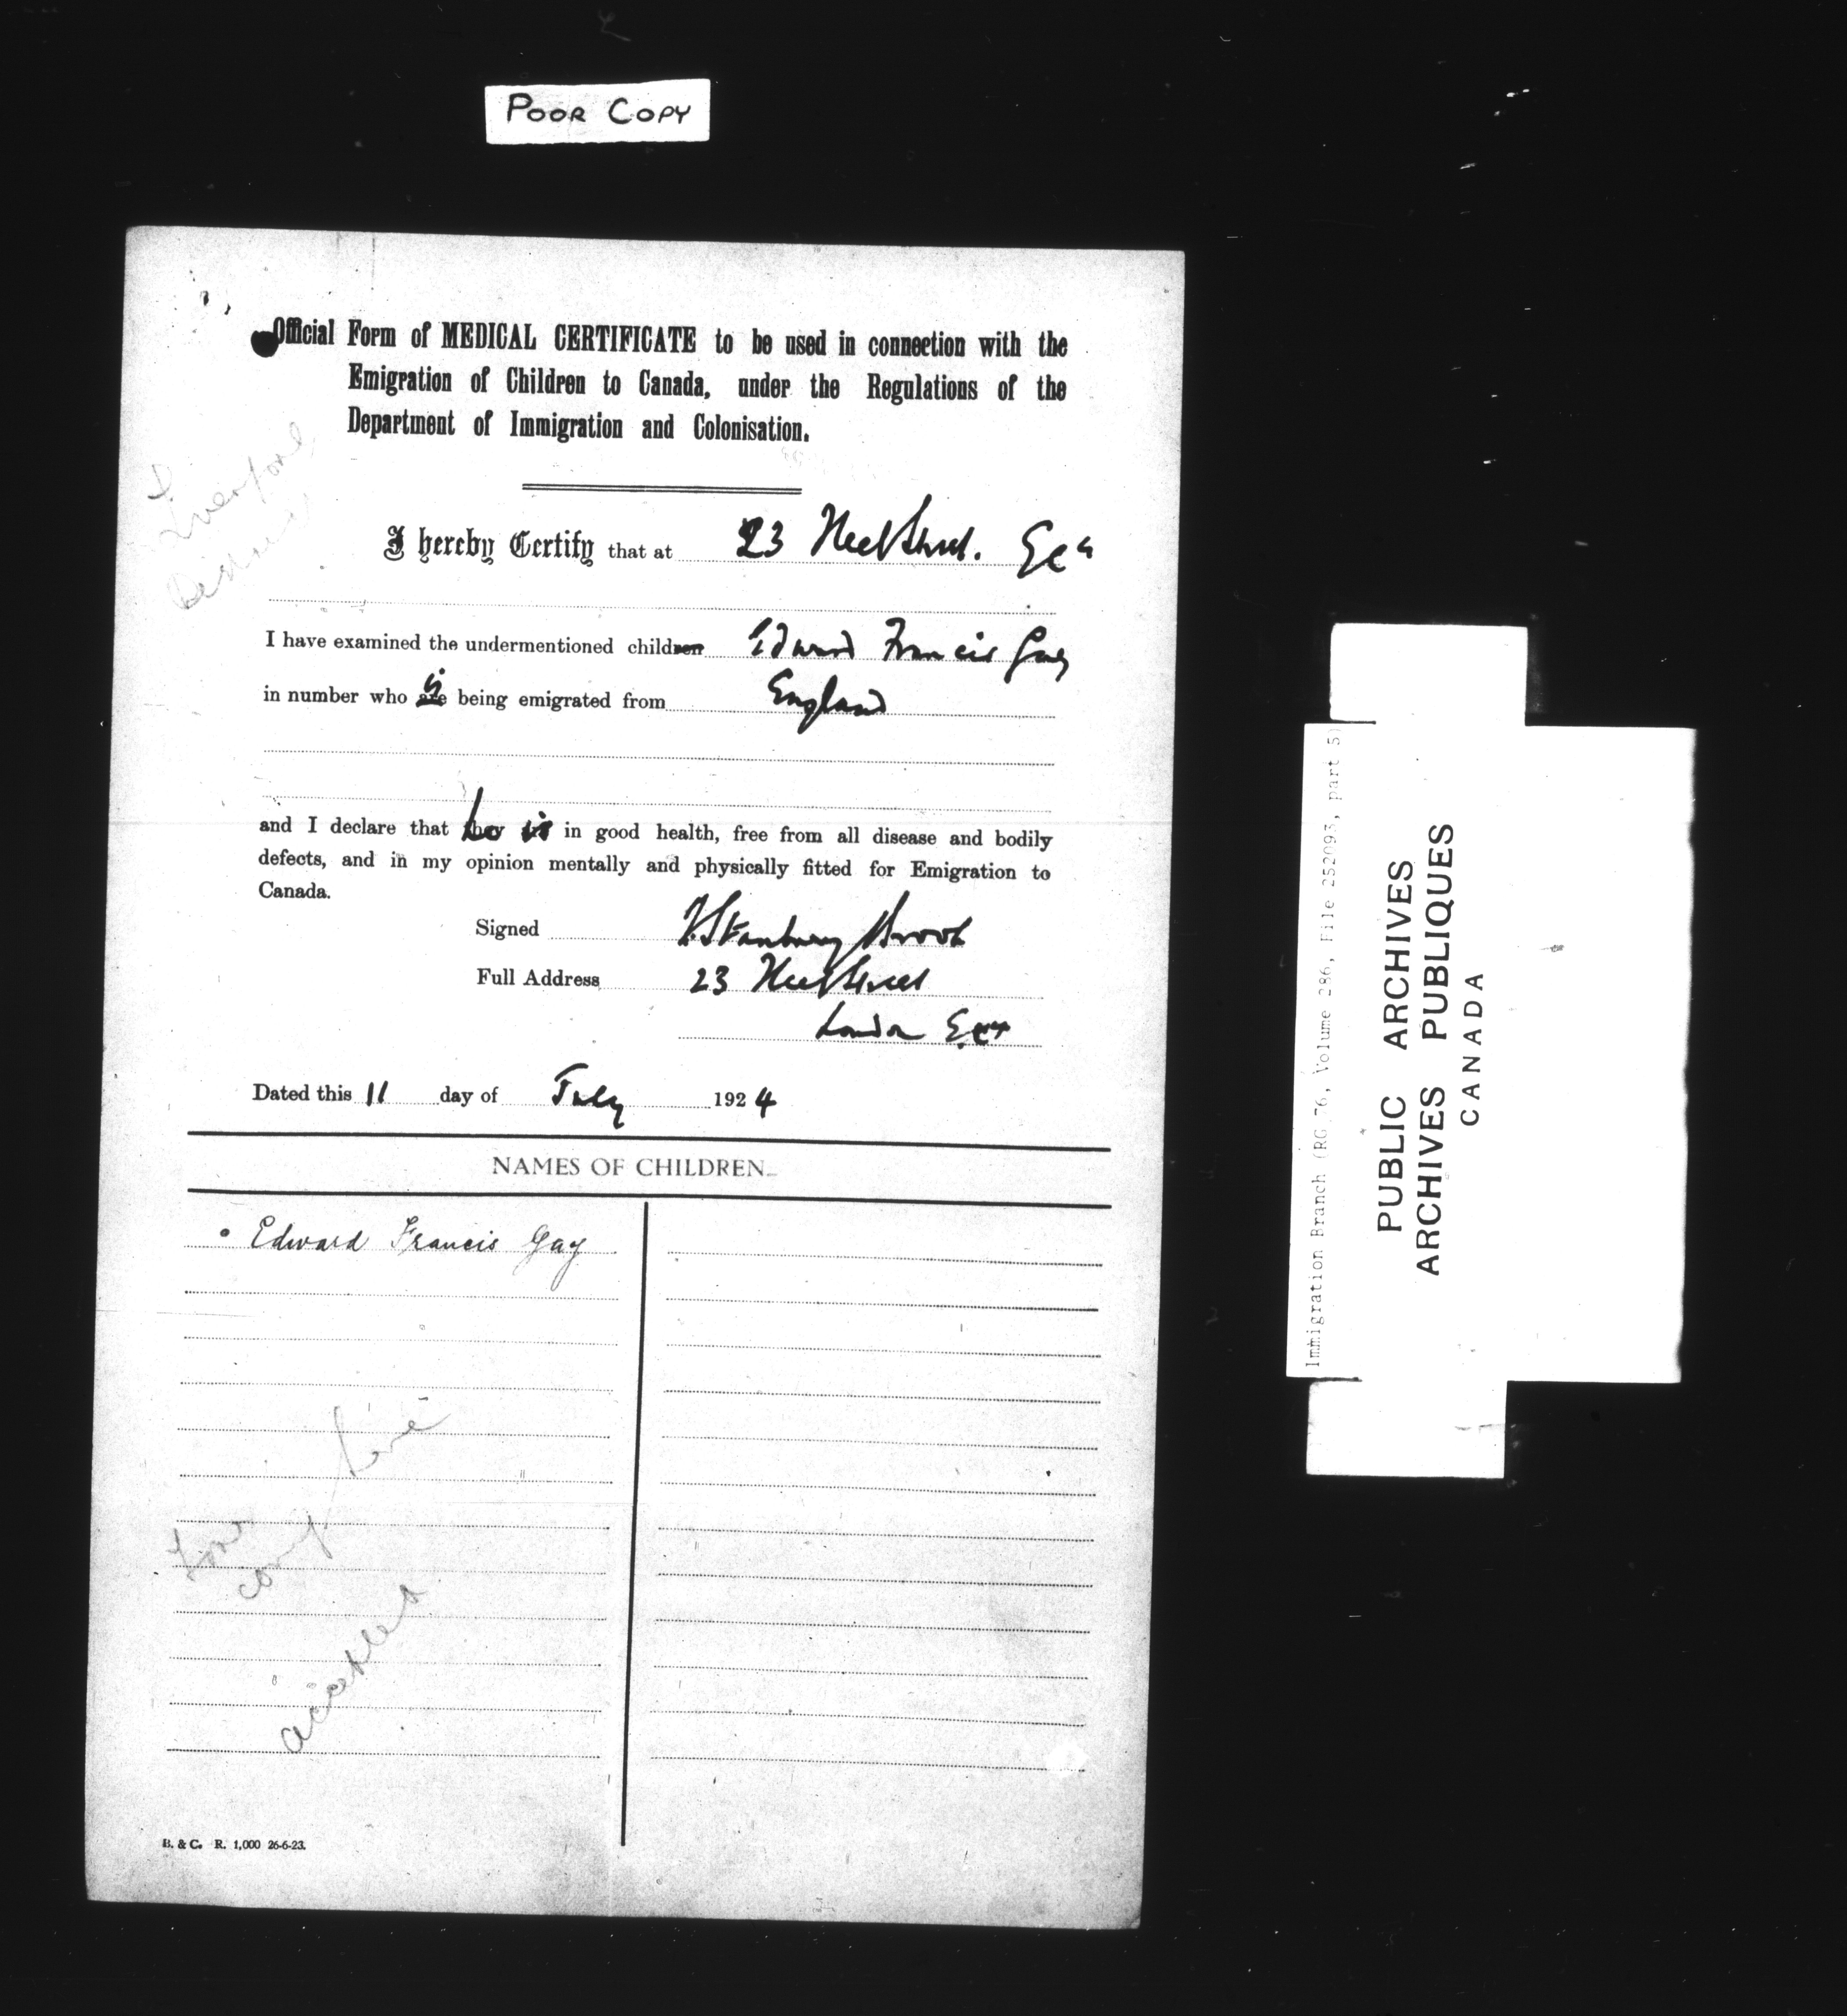 POOR COPY
Official Form of MEDICAL CERTIFICATE to be used in connection with the
Emigration of Children to Canada, under the Regulations of the
Department of Immigration and Colonisation.
I hereby Certify that at 23 Fleet Street. EC4
I have examined the undermentioned children Edward Francis Gay
in number who is being emigrated from England
and I declare that he is in good health, free from all disease and bodily
defects, and in my opinion mentally and physically fitted for Emigration to
Canada.
Signed
Full Address 23 Fleet Street
London E.C.4
Dated this 11 day of July 1924
NAMES OF CHILDREN
Edward Francis Gay
accepted
B. & C. R. 1,000 26-6-23.
Immigration Branch (RG 76, Volume 286, File 252093, part 5)
PUBLIC ARCHIVES
ARCHIVES PUBLIQUES
CANADA